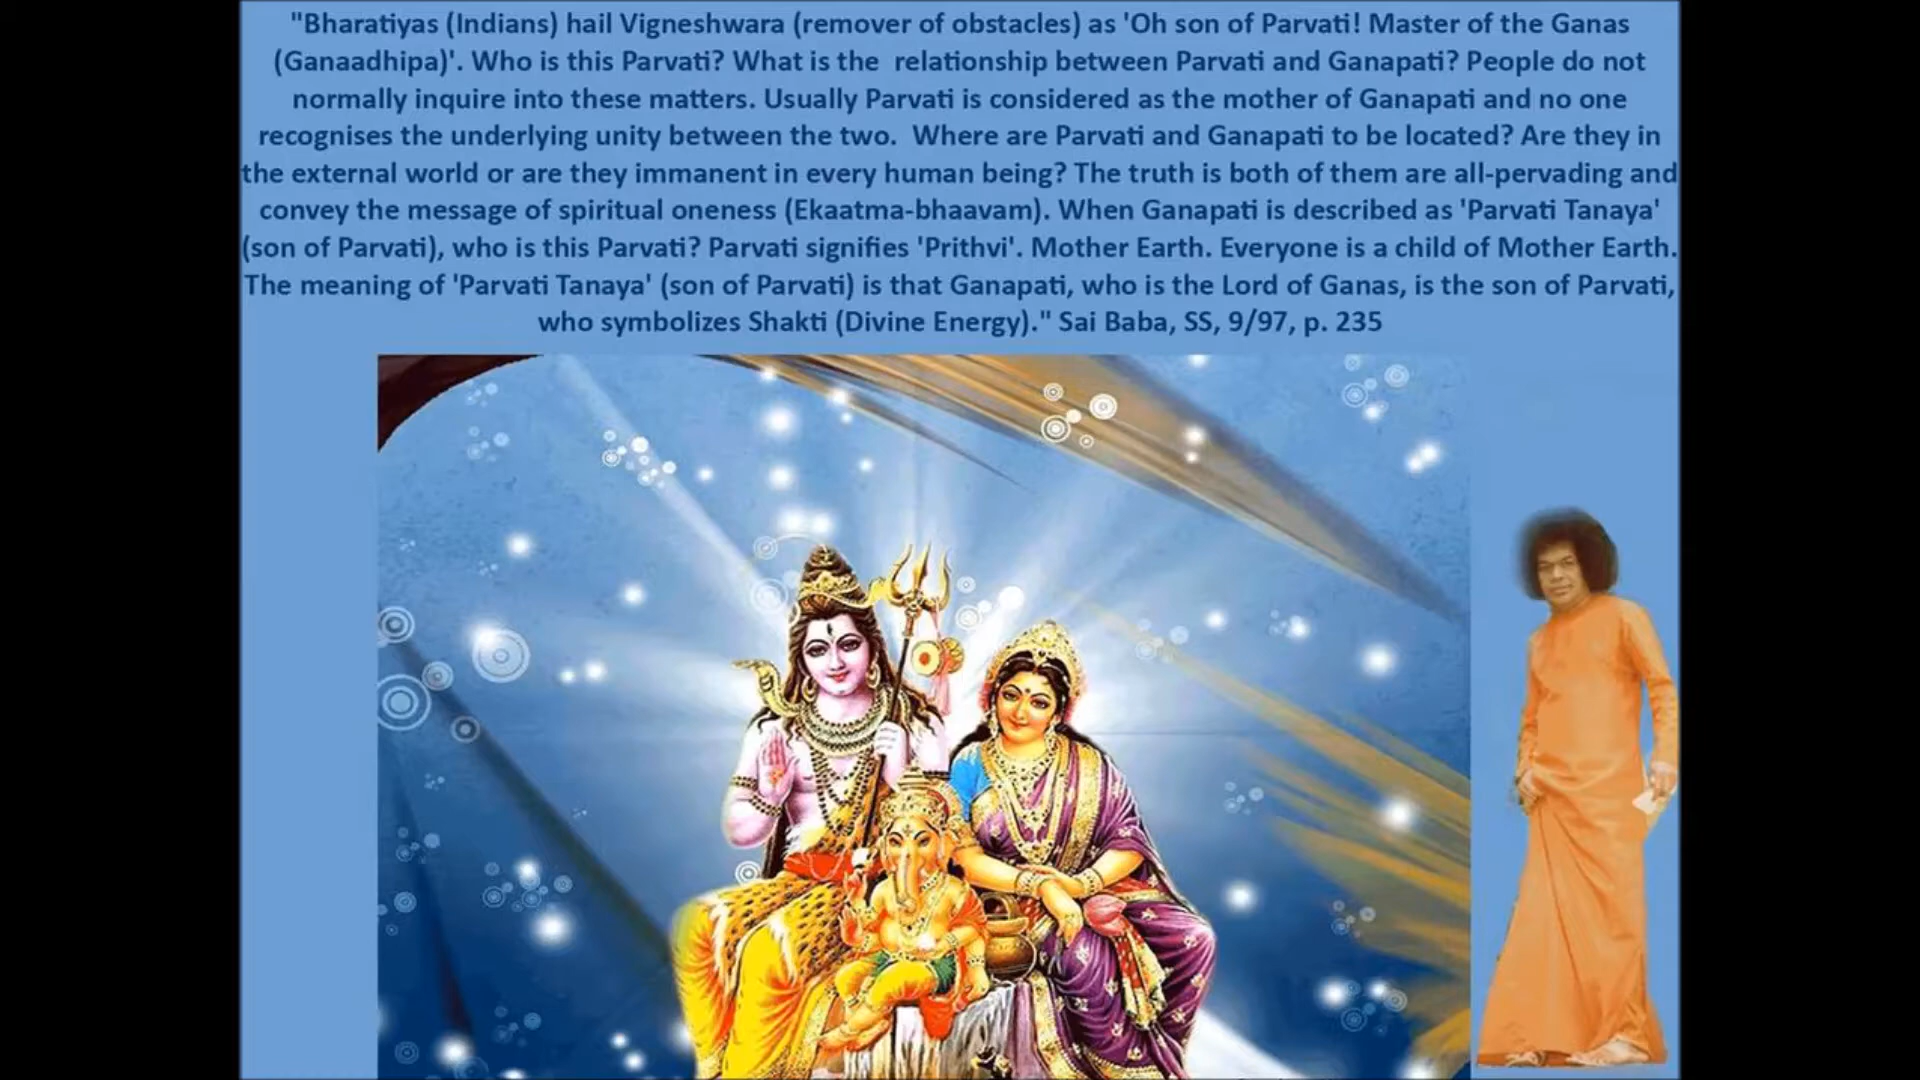 "Bharatiyas (Indians) hail Vigneshwara (remover of obstacles) as 'Oh son of Parvati! Master of the Ganas
(Ganaadhipa)'. Who is this Parvati? What is the  relationship between Parvati and Ganapati? People do not
normally inquire into these matters. Usually Parvati is considered as the mother of Ganapati and no one
recognises the underlying unity between the two.  Where are Parvati and Ganapati to be located? Are they in
the external world or are they immanent in every human being? The truth is both of them are all-pervading and
convey the message of spiritual oneness (Ekaatma-bhaavam). When Ganapati is described as 'Parvati Tanaya'
(son of Parvati), who is this Parvati? Parvati signifies 'Prithvi'. Mother Earth. Everyone is a child of Mother Earth.
The meaning of 'Parvati Tanaya' (son of Parvati) is that Ganapati, who is the Lord of Ganas, is the son of Parvati,
who symbolizes Shakti (Divine Energy)." Sai Baba, SS, 9/97, p. 235